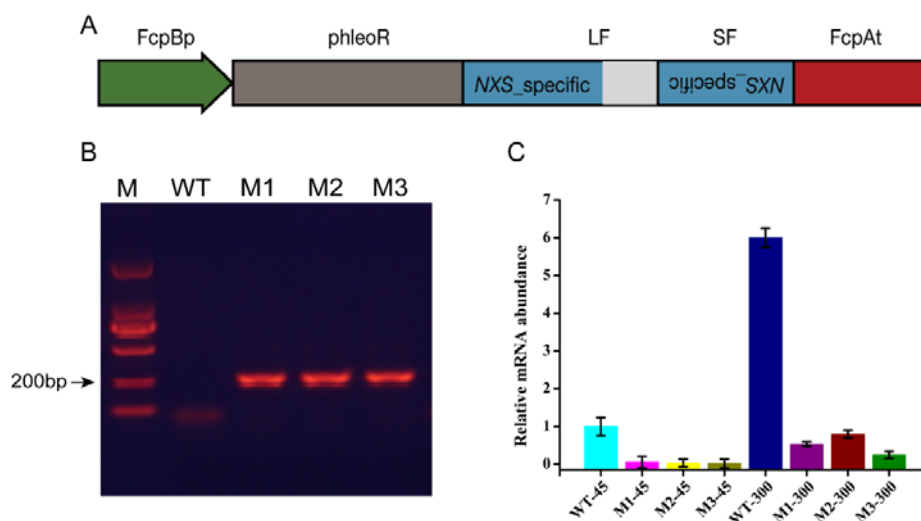 A
FcpBp phleoR LF SF FcpAt
NXS_specific NXS_specific
B
M WT M1 M2 M3
200bp
C
Relative mRNA abundance
7
6
5
4
3
2
1
0
WT-45 M1-45 M2-45 M3-45 WT-300 M1-300 M2-300 M3-300